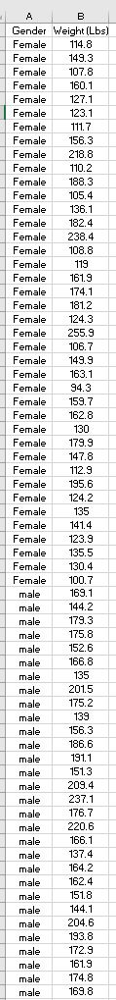 A B
Gender Weight (Lbs)
Female 114.8
Female 149.3
Female 107.8
Female 160.1
Female 127.1
Female 123.1
Female 111.7
Female 156.3
Female 218.8
Female 110.2
Female 188.3
Female 105.4
Female 136.1
Female 182.4
Female 238.4
Female 108.8
Female 119
Female 161.9
Female 174.1
Female 181.2
Female 124.3
Female 255.9
Female 106.7
Female 149.9
Female 163.1
Female 94.3
Female 159.7
Female 162.8
Female 130
Female 179.9
Female 147.8
Female 112.9
Female 195.6
Female 124.2
Female 135
Female 141.4
Female 123.9
Female 135.5
Female 130.4
Female 100.7
male 169.1
male 144.2
male 179.3
male 175.8
male 152.6
male 166.8
male 135
male 201.5
male 175.2
male 139
male 156.3
male 186.6
male 191.1
male 151.3
male 209.4
male 237.1
male 176.7
male 220.6
male 166.1
male 137.4
male 164.2
male 162.4
male 151.8
male 144.1
male 204.6
male 193.8
male 172.9
male 161.9
male 174.8
male 169.8